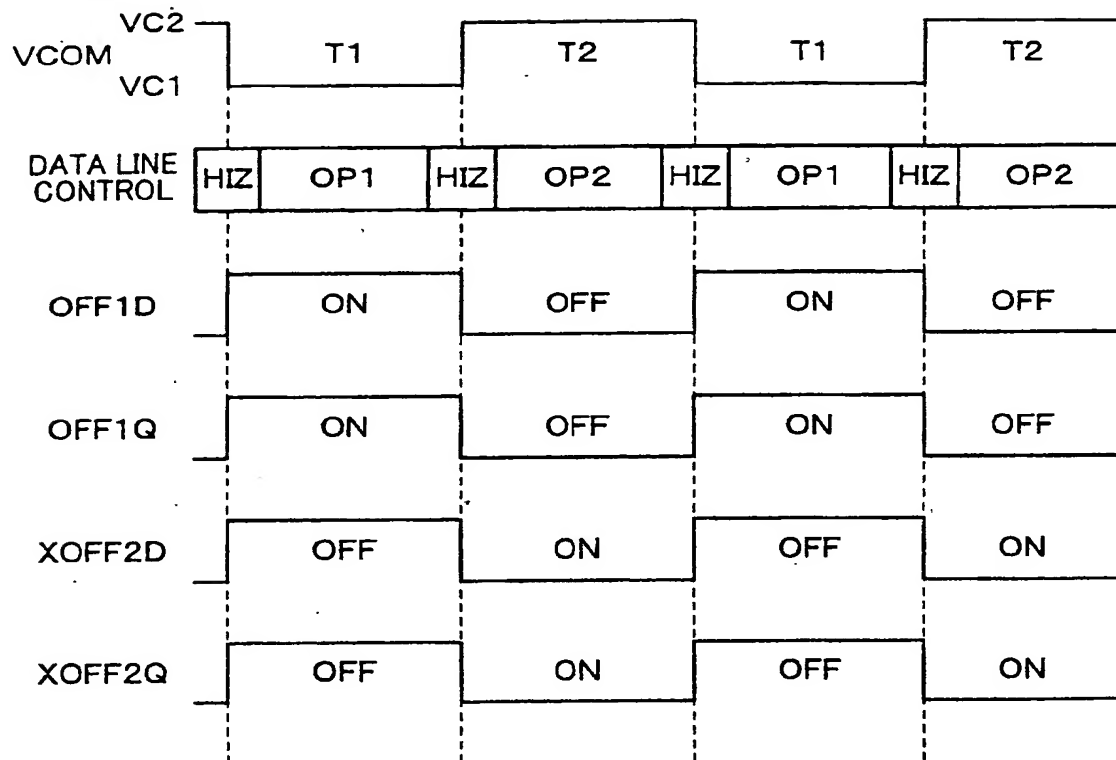 VC2
VCOM T1 T2 T1 T2
VC1
DATA LINE
CONTROL
HIZ OP1 HIZ OP2 HIZ OP1 HIZ OP2
OFF1D ON OFF ON OFF
OFF1Q ON OFF ON OFF
XOFF2D OFF ON OFF ON
XOFF2Q OFF ON OFF ON